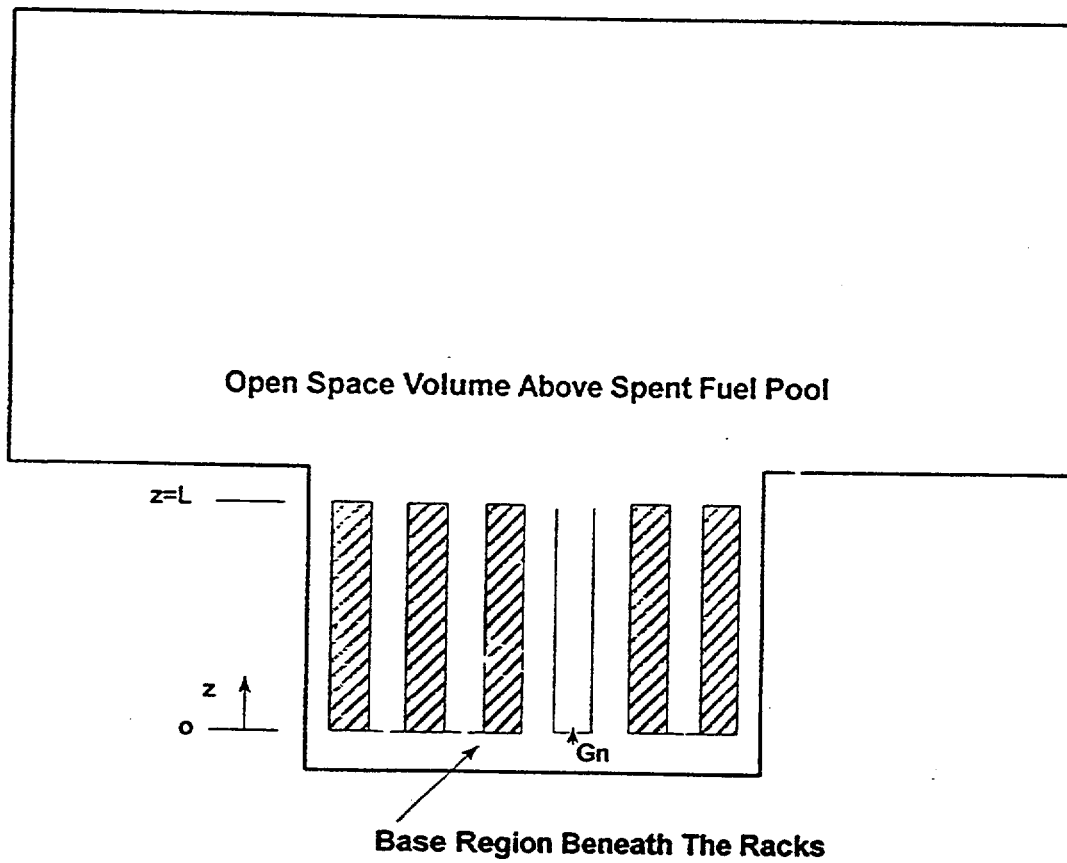 Open Space Volume Above Spent Fuel Pool
z=L
z
o
Gn
Base Region Beneath The Racks